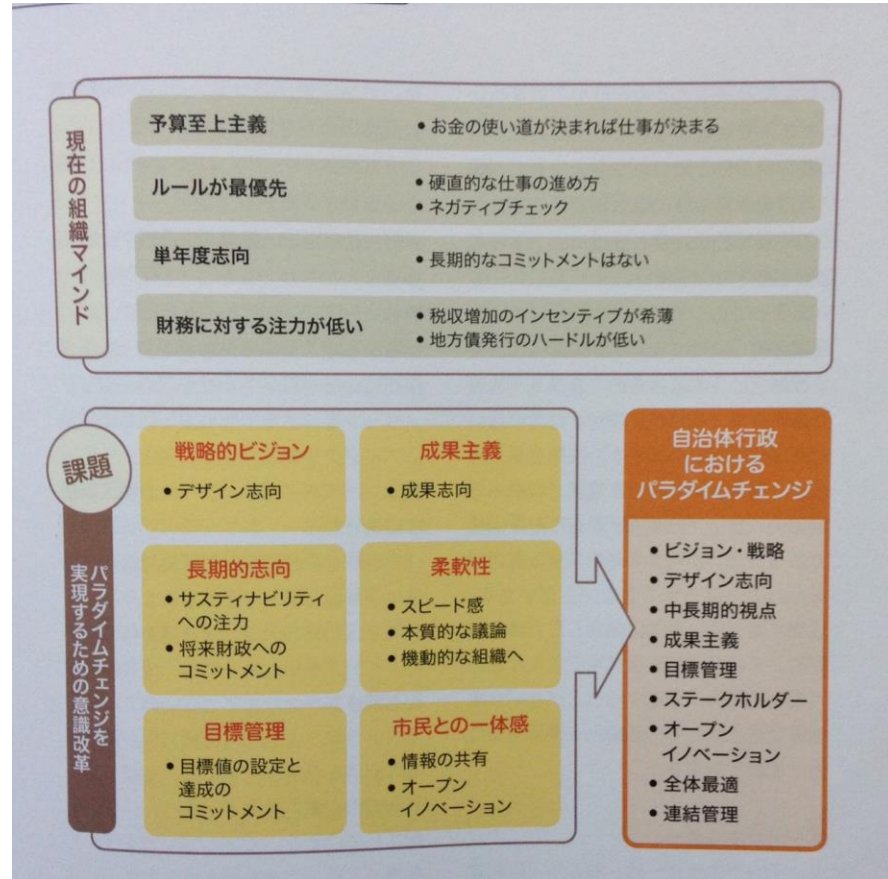 現在の組織マインド
予算至上主義
• お金の使い道が決まれば仕事が決まる
ルールが最優先
• 硬直的な仕事の進め方
• ネガティブチェック
単年度志向
• 長期的なコミットメントはない
財務に対する注力が低い
• 税収増加のインセンティブが希薄
• 地方債発行のハードルが低い
課題
パラダイムチェンジを
実現するための意識改革
戦略的ビジョン
• デザイン志向
成果主義
• 成果志向
長期的志向
• サスティナビリティ
への注力
• 将来財政への
コミットメント
柔軟性
• スピード感
• 本質的な議論
• 機動的な組織へ
目標管理
• 目標値の設定と
達成の
コミットメント
市民との一体感
• 情報の共有
• オープン
イノベーション
自治体行政
における
パラダイムチェンジ
• ビジョン・戦略
• デザイン志向
• 中長期的視点
• 成果主義
• 目標管理
• ステークホルダー
• オープン
イノベーション
• 全体最適
• 連結管理